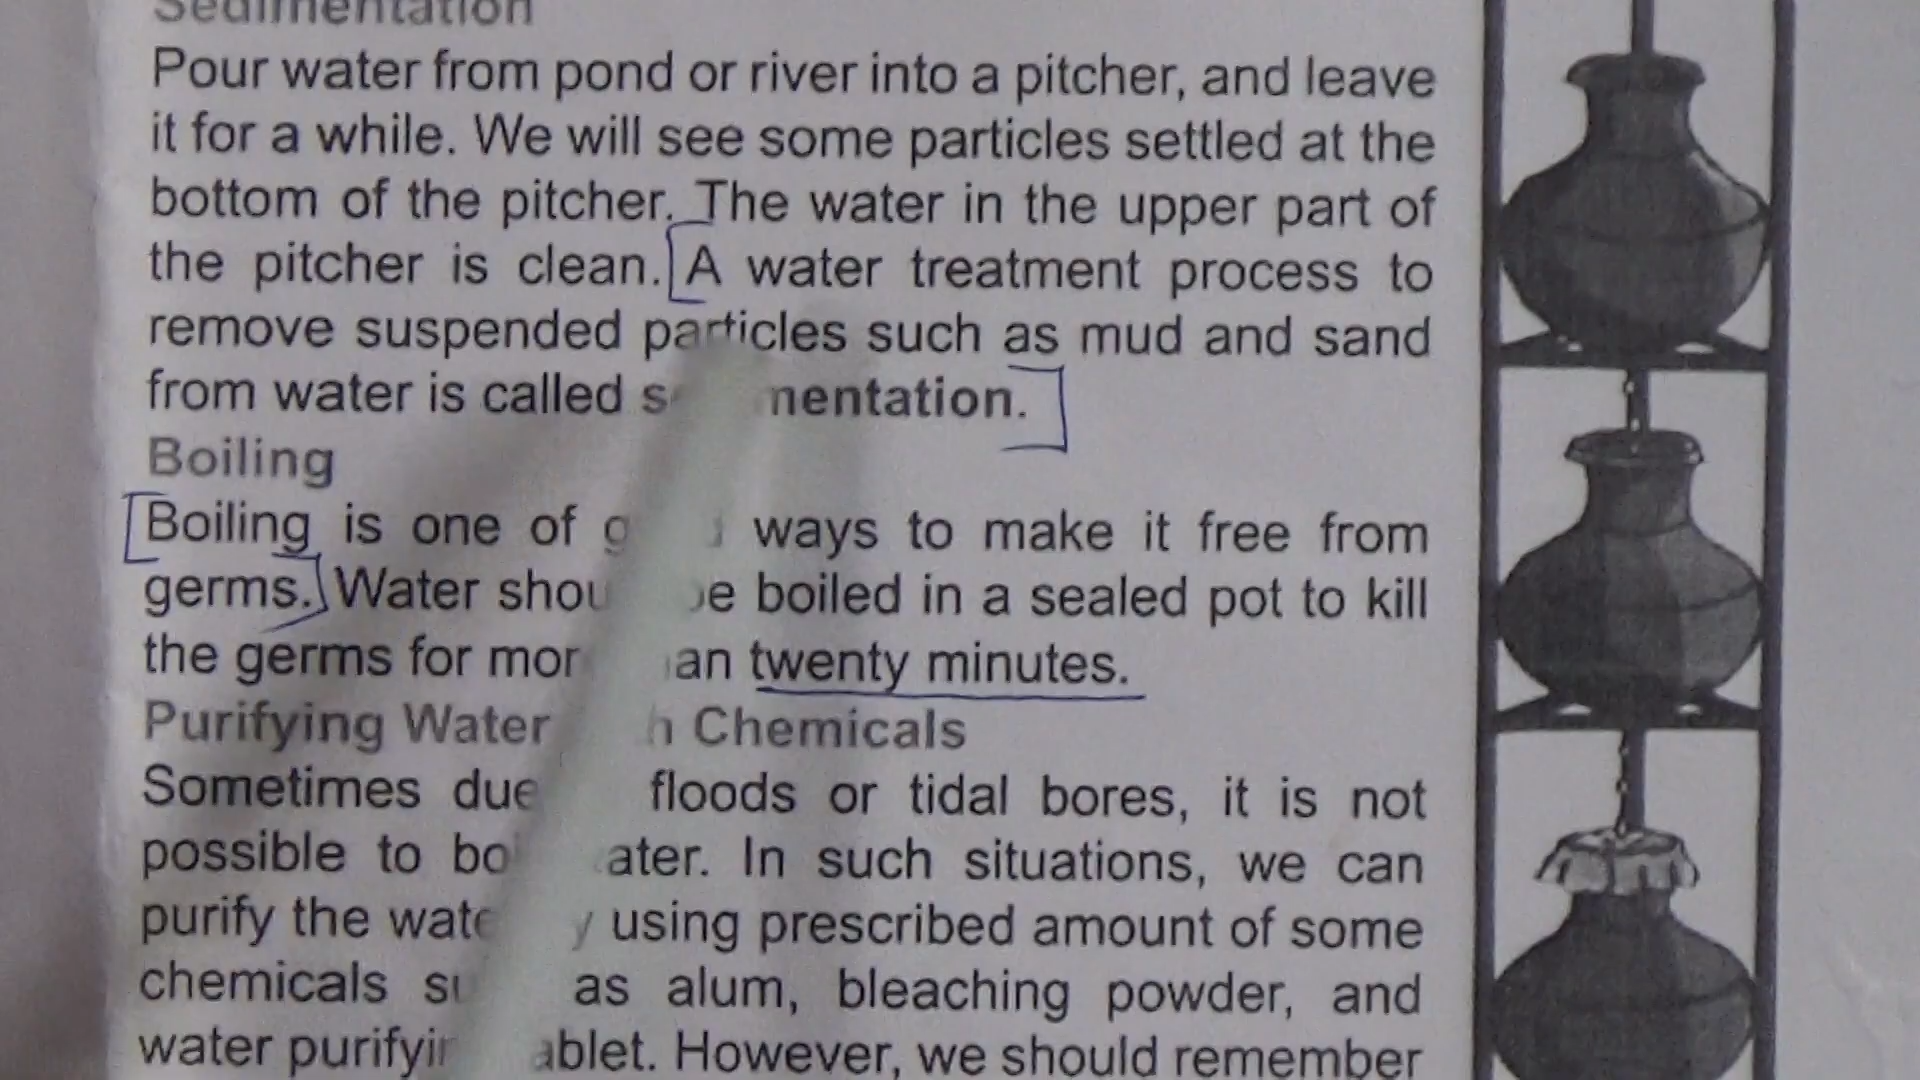 Sedimentation
Pour water from pond or river into a pitcher, and leave
it for a while. We will see some particles settled at the
bottom of the pitcher. The water in the upper part of
the pitcher is clean. A water treatment process to
remove suspended particles such as mud and sand
from water is called sedimentation.
Boiling
Boiling is one of ways to make it free from
germs. Water should be boiled in a sealed pot to kill
the germs for more than twenty minutes.
Purifying Water Chemicals
Sometimes due floods or tidal bores, it is not
possible to boil water. In such situations, we can
purify the water by using prescribed amount of some
chemicals such as alum, bleaching powder, and
water purifying tablet. However, we should remember